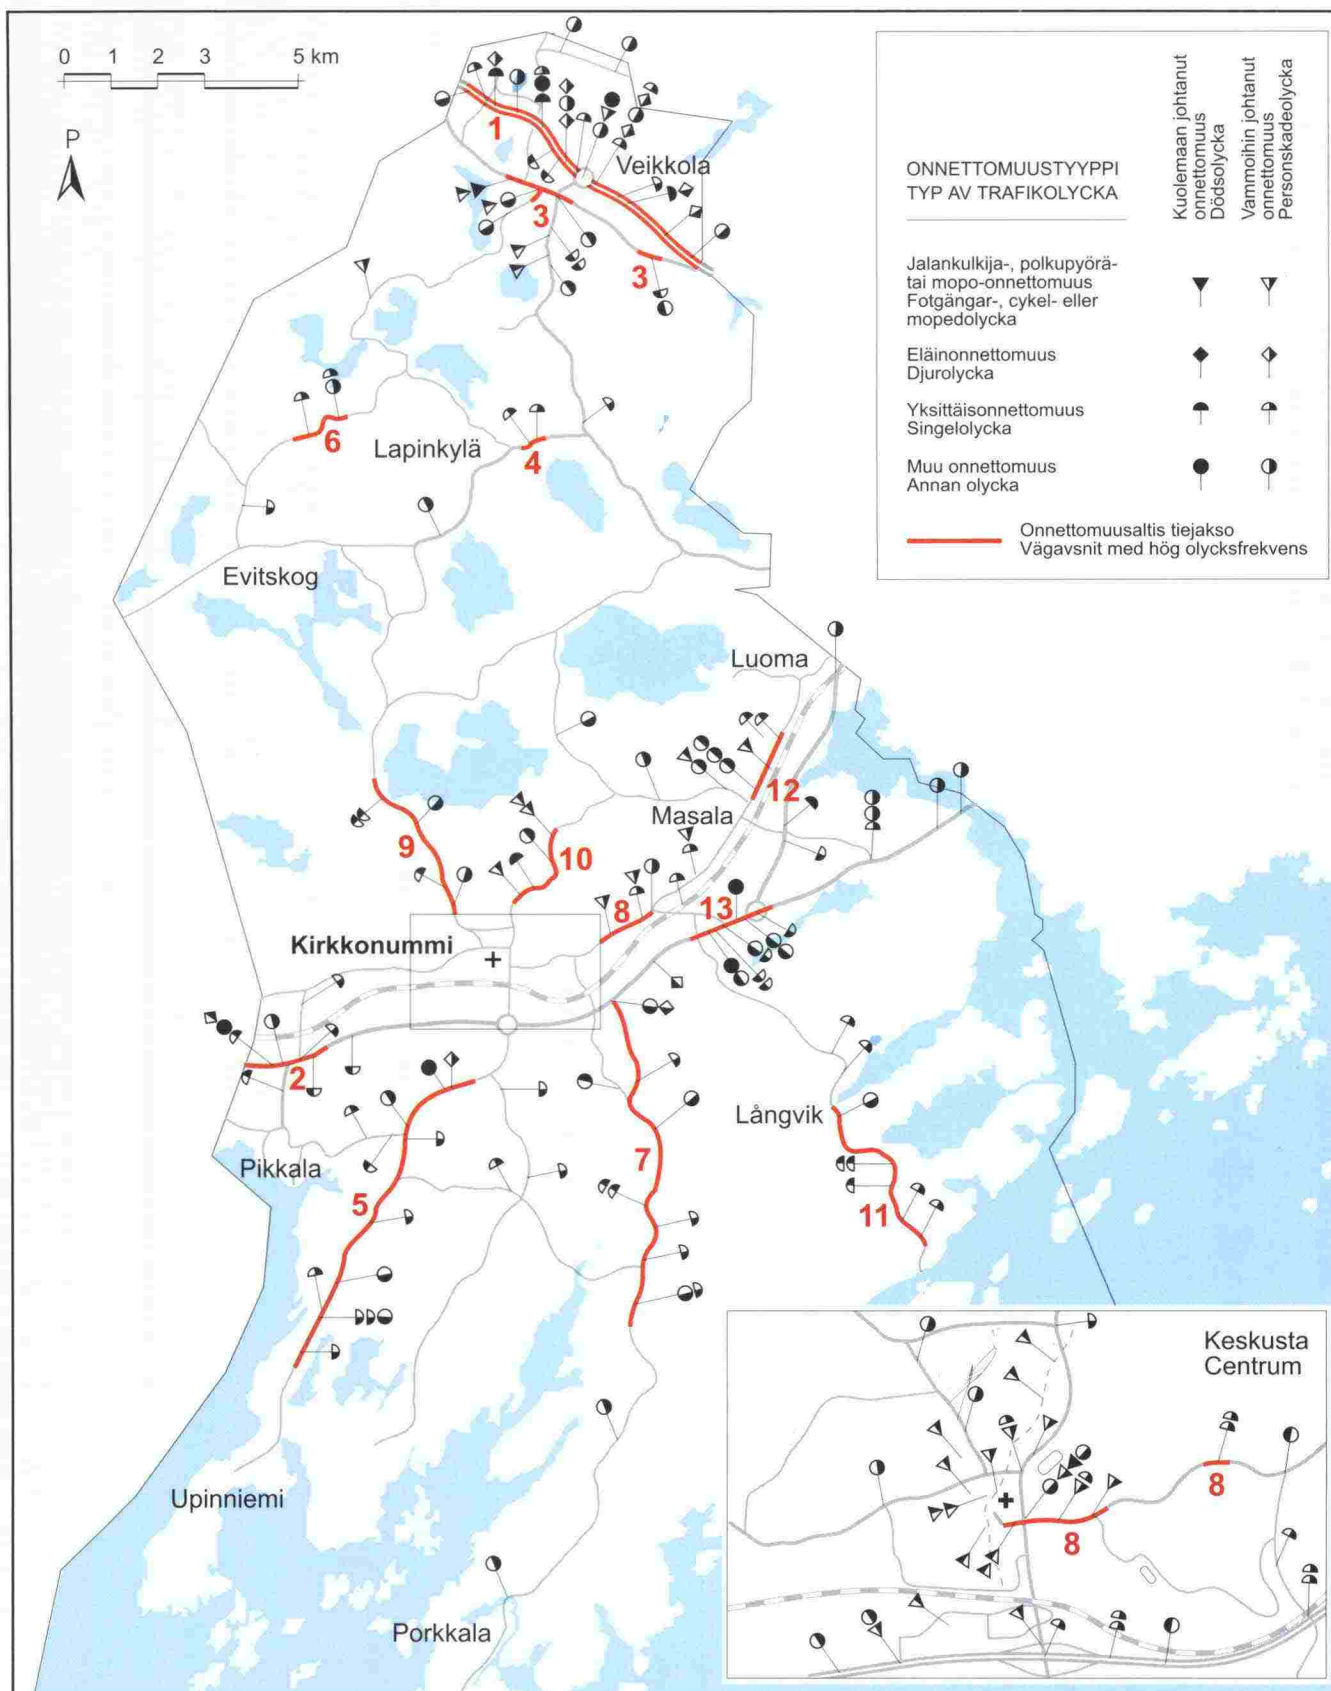 0 1 2 3 5 km
P
ONNETTOMUUSTYYPPI
TYP AV TRAFIKOLYCKA
Kuolemaan johtanut
onnettomuus
Dödsolycka
Vammoihin johtanut
onnettomuus
Personskadeolycka
Jalankulkija-, polkupyörä-
tai mopo-onnettomuus
Fotgängar-, cykel- eller
mopedolycka
Eläinonnettomuus
Djurolycka
Yksittäisonnettomuus
Singelolycka
Muu onnettomuus
Annan olycka
Onnettomuusaltis tiejakso
Vägavsnit med hög olycksfrekvens
1
Veikkola
3
3
6
Lapinkylä
4
Evitskog
Luoma
12
Masala
9
10
8
13
Kirkkonummi
2
Långvik
Pikkala
7
5
11
Upinniemi
Porkkala
Keskusta
Centrum
8
8